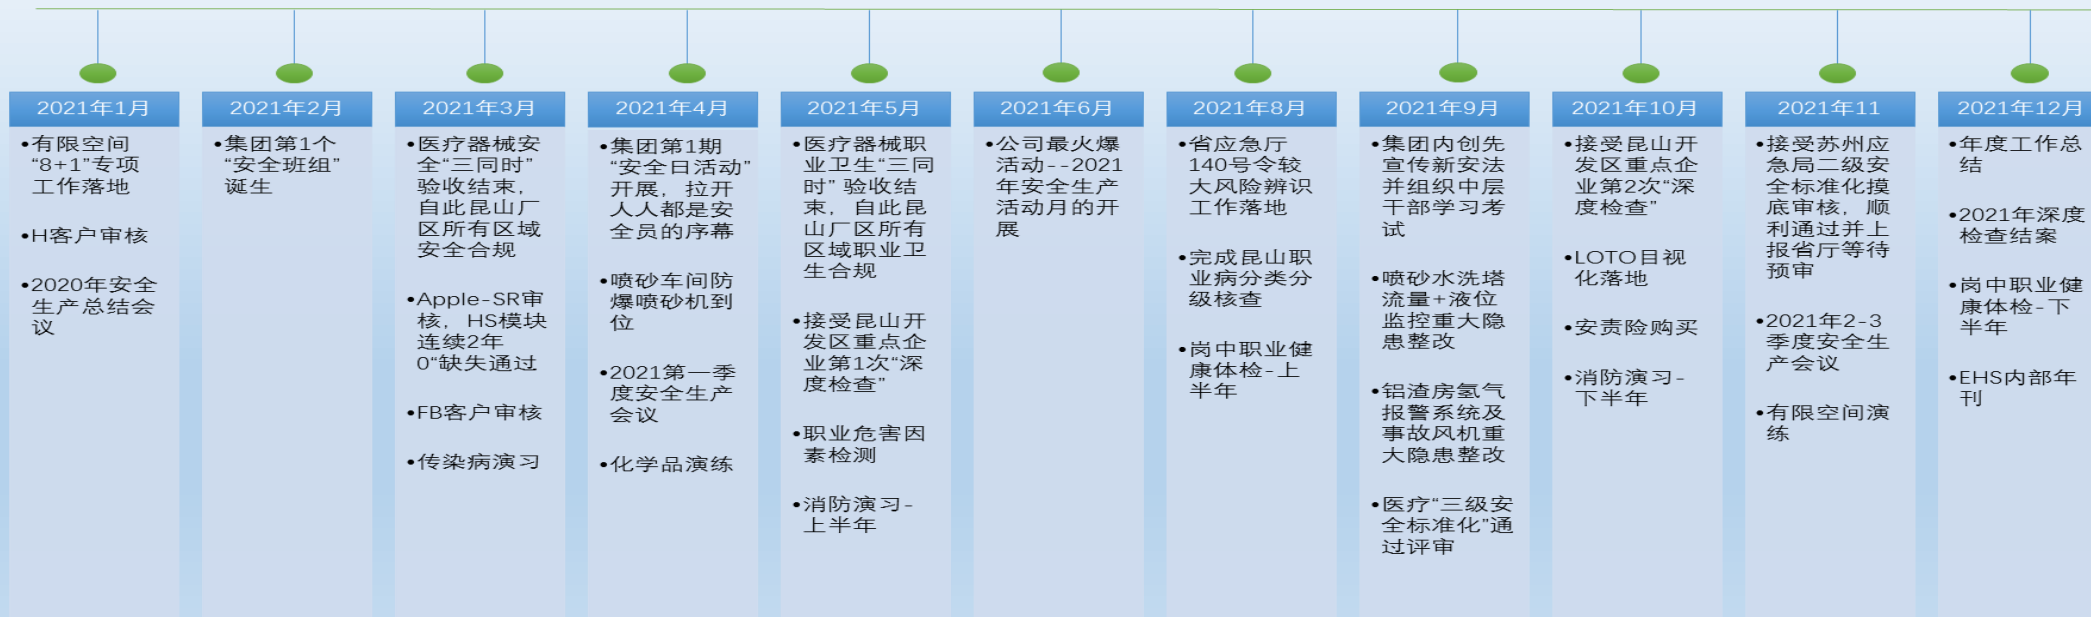 2021年1月
•有限空间
“8+1”专项
工作落地
•H客户审核
•2020年安全
生产总结会
议
2021年2月
•集团第1个
“安全班组”
诞生
2021年3月
•医疗器械安
全“三同时”
验收结束，
自此昆山厂
区所有区域
安全合规
•Apple-SR审
核，HS模块
连续2年
0“缺失通过
•FB客户审核
•传染病演习
2021年4月
•集团第1期
“安全日活动”
开展，拉开
人人都是安
全员的序幕
•喷砂车间防
爆喷砂机到
位
•2021第一季
度安全生产
会议
•化学品演练
2021年5月
•医疗器械职
业卫生“三同
时” 验收结
束，自此昆
山厂区所有
区域职业卫
生合规
•接受昆山开
发区重点企
业第1次“深
度检查”
•职业危害因
素检测
•消防演习-
上半年
2021年6月
•公司最火爆
活动--2021
年安全生产
活动月的开
展
2021年8月
•省应急厅
140号令较
大风险辨识
工作落地
•完成昆山职
业病分类分
级核查
•岗中职业健
康体检-上
半年
2021年9月
•集团内创先
宣传新安法
并组织中层
干部学习考
试
•喷砂水洗塔
流量+液位
监控重大隐
患整改
•铝渣房氢气
报警系统及
事故风机重
大隐患整改
•医疗“三级安
全标准化”通
过评审
2021年10月
•接受昆山开
发区重点企
业第2次“深
度检查”
•LOTO目视
化落地
•安责险购买
•消防演习-
下半年
2021年11
•接受苏州应
急局二级安
全标准化摸
底审核，顺
利通过并上
报省厅等待
预审
•2021年2-3
季度安全生
产会议
•有限空间演
练
2021年12月
•年度工作总
结
•2021年深度
检查结案
•岗中职业健
康体检-下
半年
•EHS内部年
刊